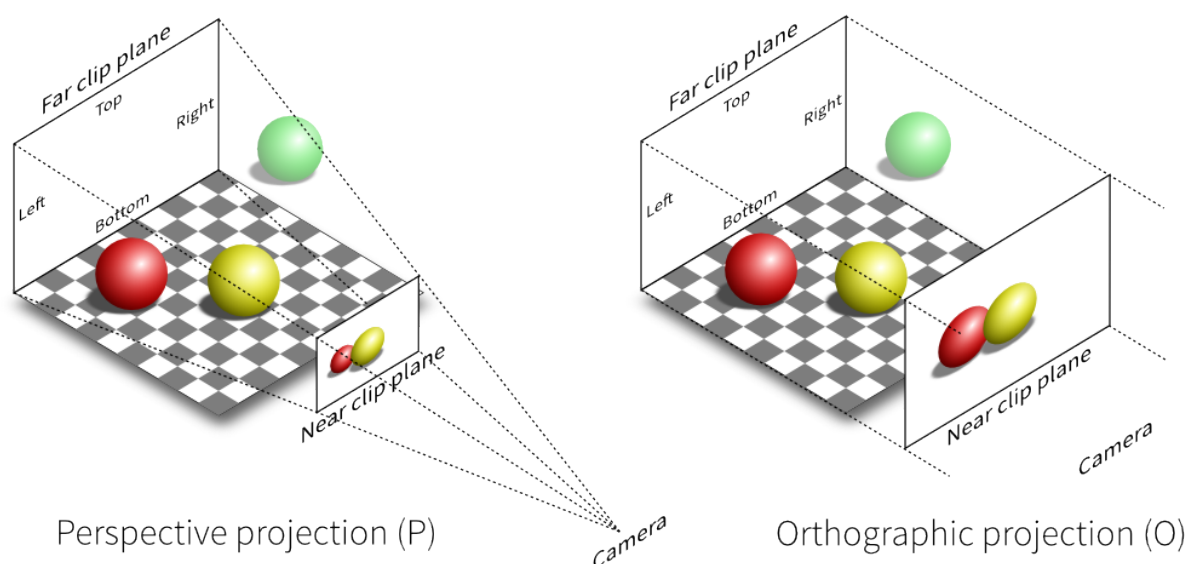 Far clip plane
Top
Right
Left
Bottom
Near clip plane
Camera
Perspective projection (P)
Far clip plane
Top
Right
Left
Bottom
Near clip plane
Camera
Orthographic projection (O)